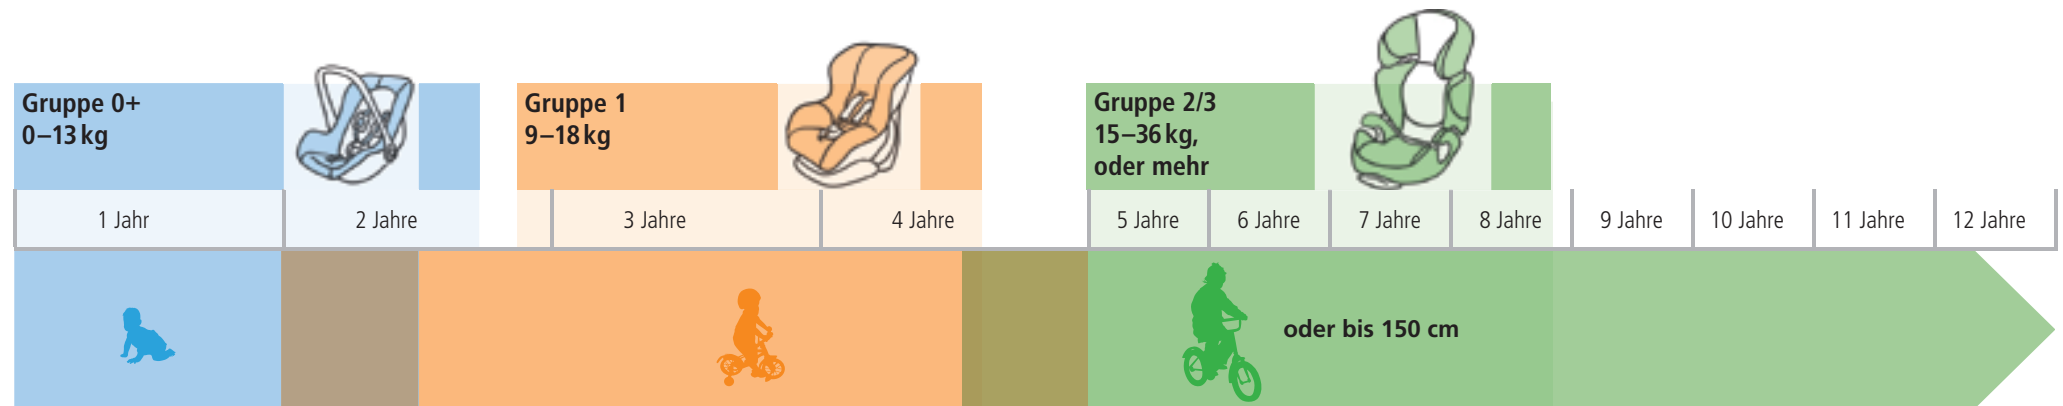 Gruppe 0+
0–13 kg
Gruppe 1
9–18 kg
Gruppe 2/3
15–36 kg,
oder mehr
1 Jahr
2 Jahre
3 Jahre
4 Jahre
5 Jahre
6 Jahre
7 Jahre
8 Jahre
9 Jahre
10 Jahre
11 Jahre
12 Jahre
oder bis 150 cm